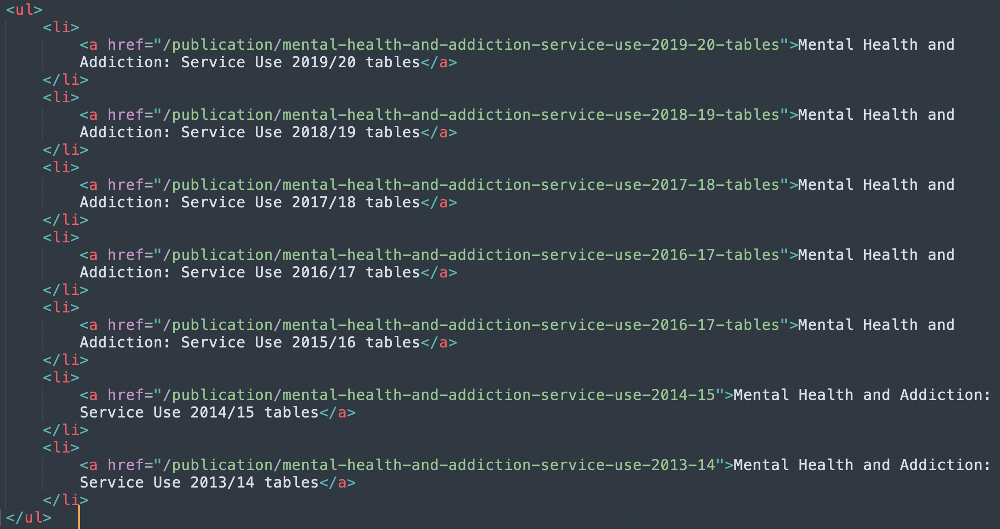 <ul>
<li>
<a href="/publication/mental-health-and-addiction-service-use-2019-20-tables">Mental Health and
Addiction: Service Use 2019/20 tables</a>
</li>
<li>
<a href="/publication/mental-health-and-addiction-service-use-2018-19-tables">Mental Health and
Addiction: Service Use 2018/19 tables</a>
</li>
<li>
<a href="/publication/mental-health-and-addiction-service-use-2017-18-tables">Mental Health and
Addiction: Service Use 2017/18 tables</a>
</li>
<li>
<a href="/publication/mental-health-and-addiction-service-use-2016-17-tables">Mental Health and
Addiction: Service Use 2016/17 tables</a>
</li>
<li>
<a href="/publication/mental-health-and-addiction-service-use-2016-17-tables">Mental Health and
Addiction: Service Use 2015/16 tables</a>
</li>
<li>
<a href="/publication/mental-health-and-addiction-service-use-2014-15">Mental Health and Addiction:
Service Use 2014/15 tables</a>
</li>
<li>
<a href="/publication/mental-health-and-addiction-service-use-2013-14">Mental Health and Addiction:
Service Use 2013/14 tables</a>
</li>
</ul>